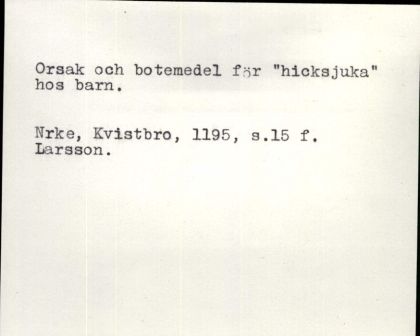 Orsak och botemedel för "hicksjuka"
hos barn.
Nrke, Kvistbro, 1195, s.15 f.
Larsson.